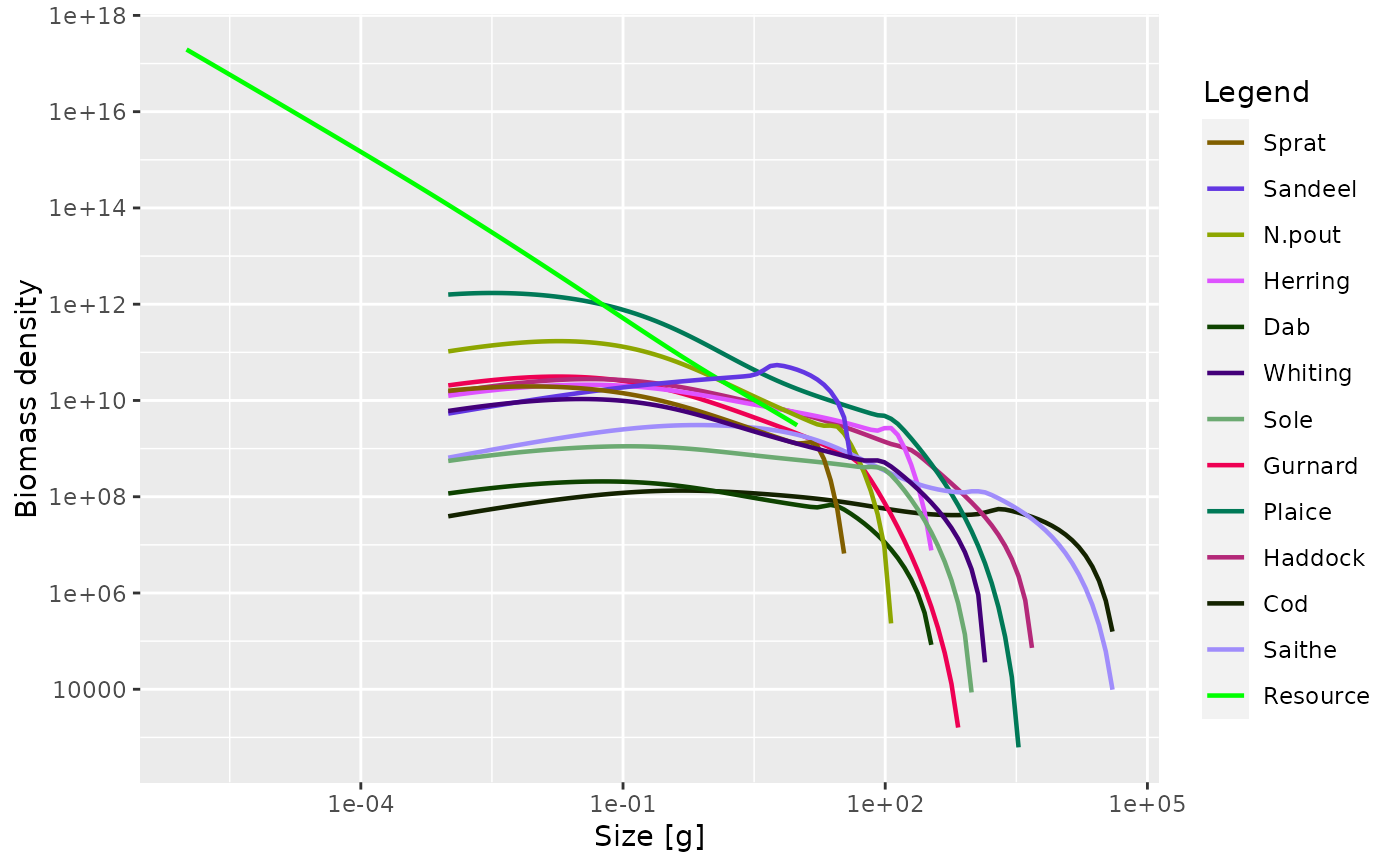 1e+18
1e+16
1e+14
1e+12
1e+10
1e+08
1e+06
10000
Biomass density
1e-04
1e-01
1e+02
1e+05
Size [g]
Legend
Sprat
Sandeel
N.pout
Herring
Dab
Whiting
Sole
Gurnard
Plaice
Haddock
Cod
Saithe
Resource